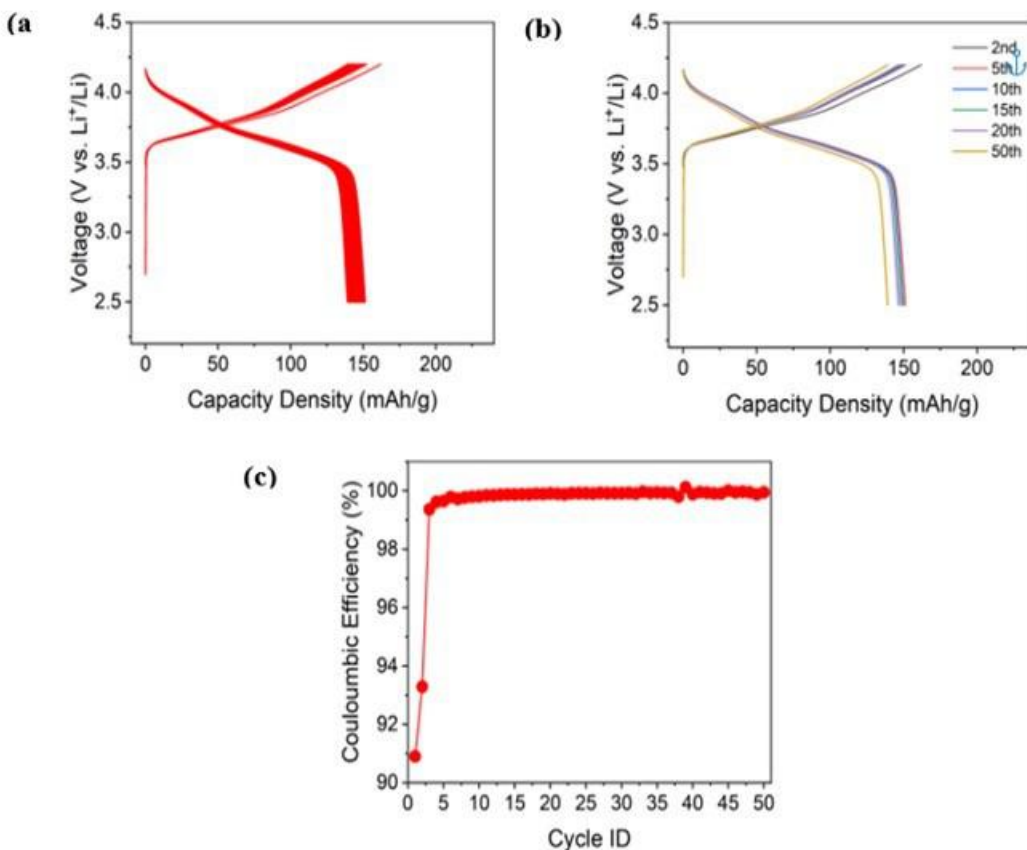 (a
4.5
4.0
3.5
3.0
2.5
Voltage (V vs. Li⁺/Li)
0 50 100 150 200
Capacity Density (mAh/g)
(b)
4.5
4.0
3.5
3.0
2.5
Voltage (V vs. Li⁺/Li)
2nd
5th
10th
15th
20th
50th
0 50 100 150 200
Capacity Density (mAh/g)
(c)
100
98
96
94
92
90
Couloumbic Efficiency (%)
0 5 10 15 20 25 30 35 40 45 50
Cycle ID